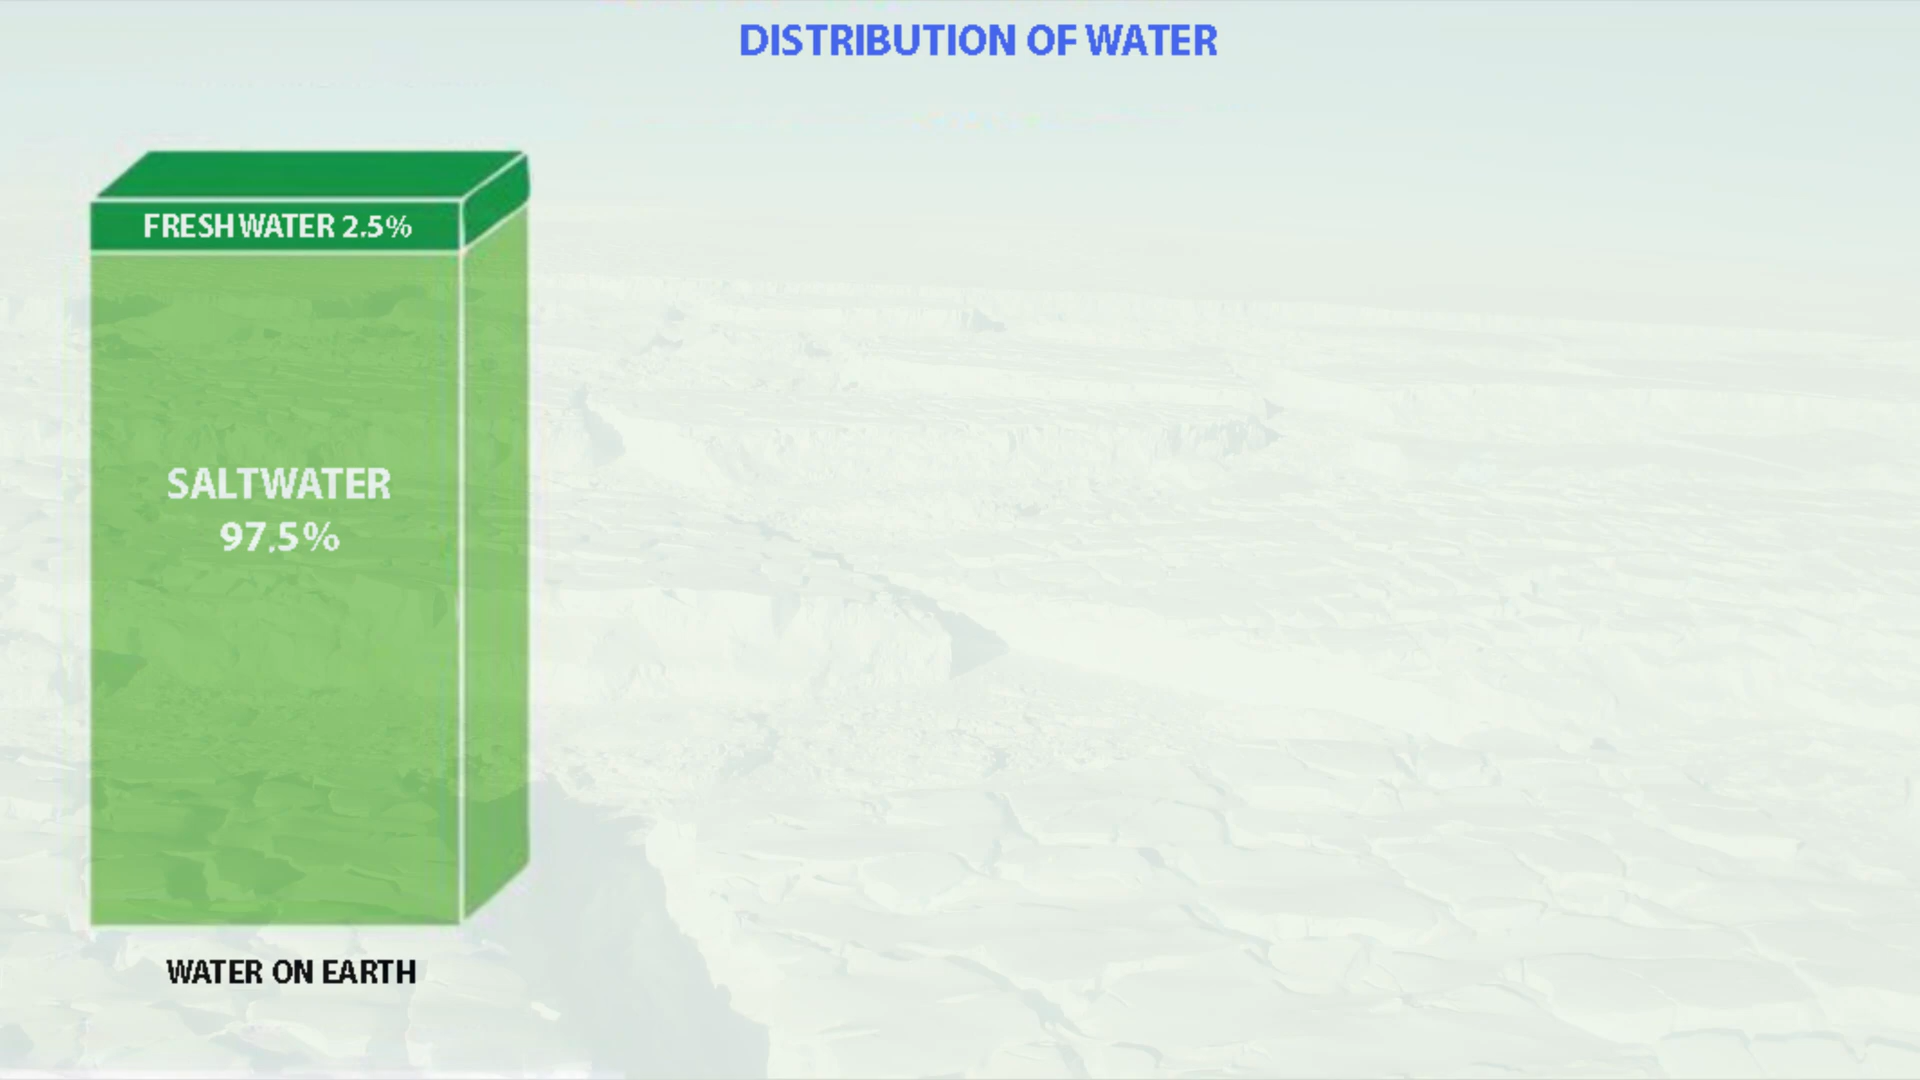 DISTRIBUTION OF WATER
FRESH WATER 2.5%
SALTWATER
97.5%
WATER ON EARTH